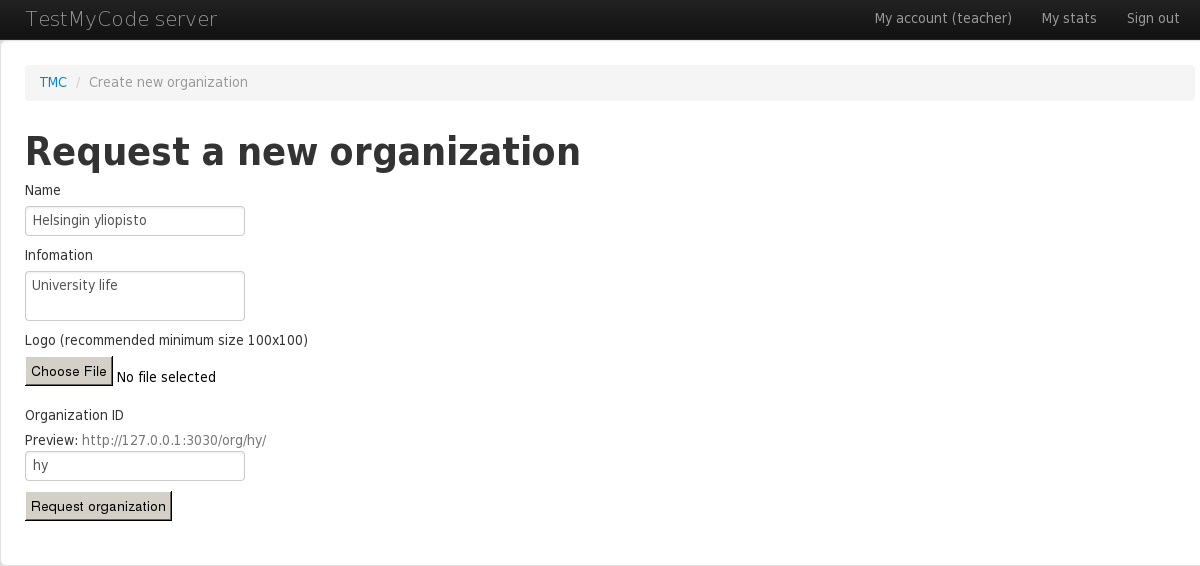 TestMyCode server
My account (teacher) My stats Sign out
TMC / Create new organization
Request a new organization
Name
Helsingin yliopisto
Infomation
University life
Logo (recommended minimum size 100x100)
Choose File No file selected
Organization ID
Preview: http://127.0.0.1:3030/org/hy/
hy
Request organization